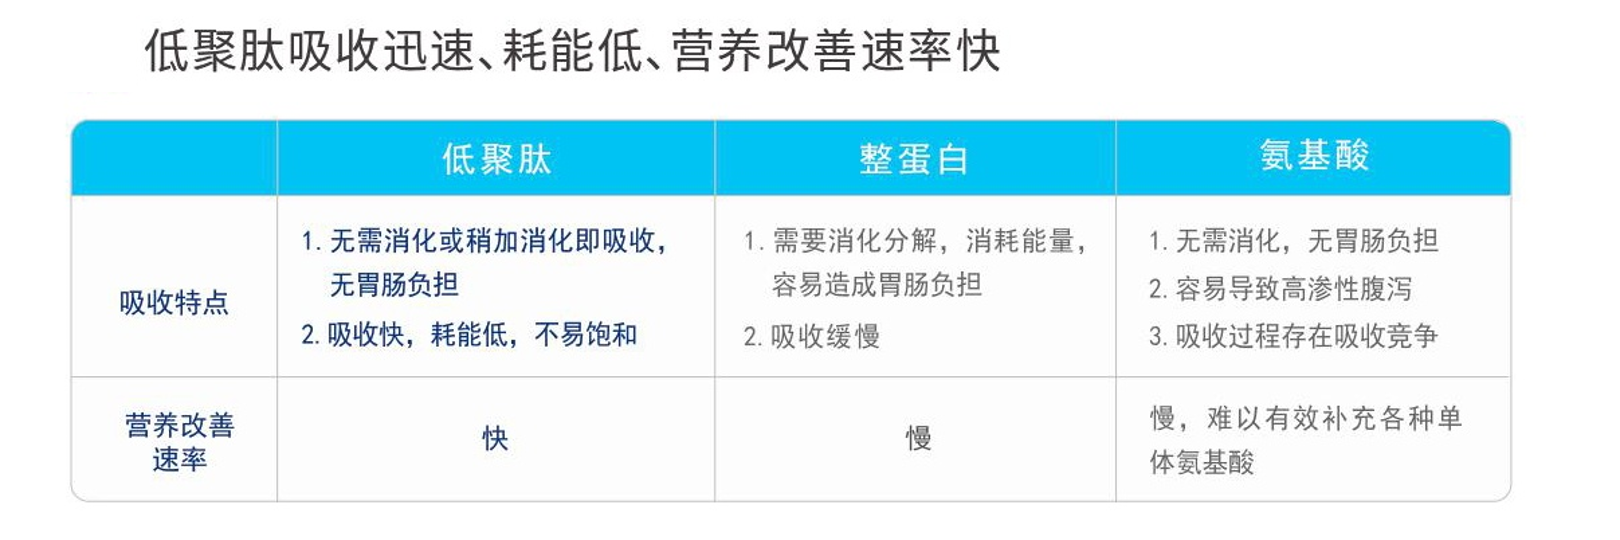 低聚肽吸收迅速、耗能低、营养改善速率快
低聚肽
整蛋白
氨基酸
吸收特点
1. 无需消化或稍加消化即吸收，
无胃肠负担
2. 吸收快，耗能低，不易饱和
1. 需要消化分解，消耗能量，
容易造成胃肠负担
2. 吸收缓慢
1. 无需消化，无胃肠负担
2. 容易导致高渗性腹泻
3. 吸收过程存在吸收竞争
营养改善
速率
快
慢
慢，难以有效补充各种单
体氨基酸